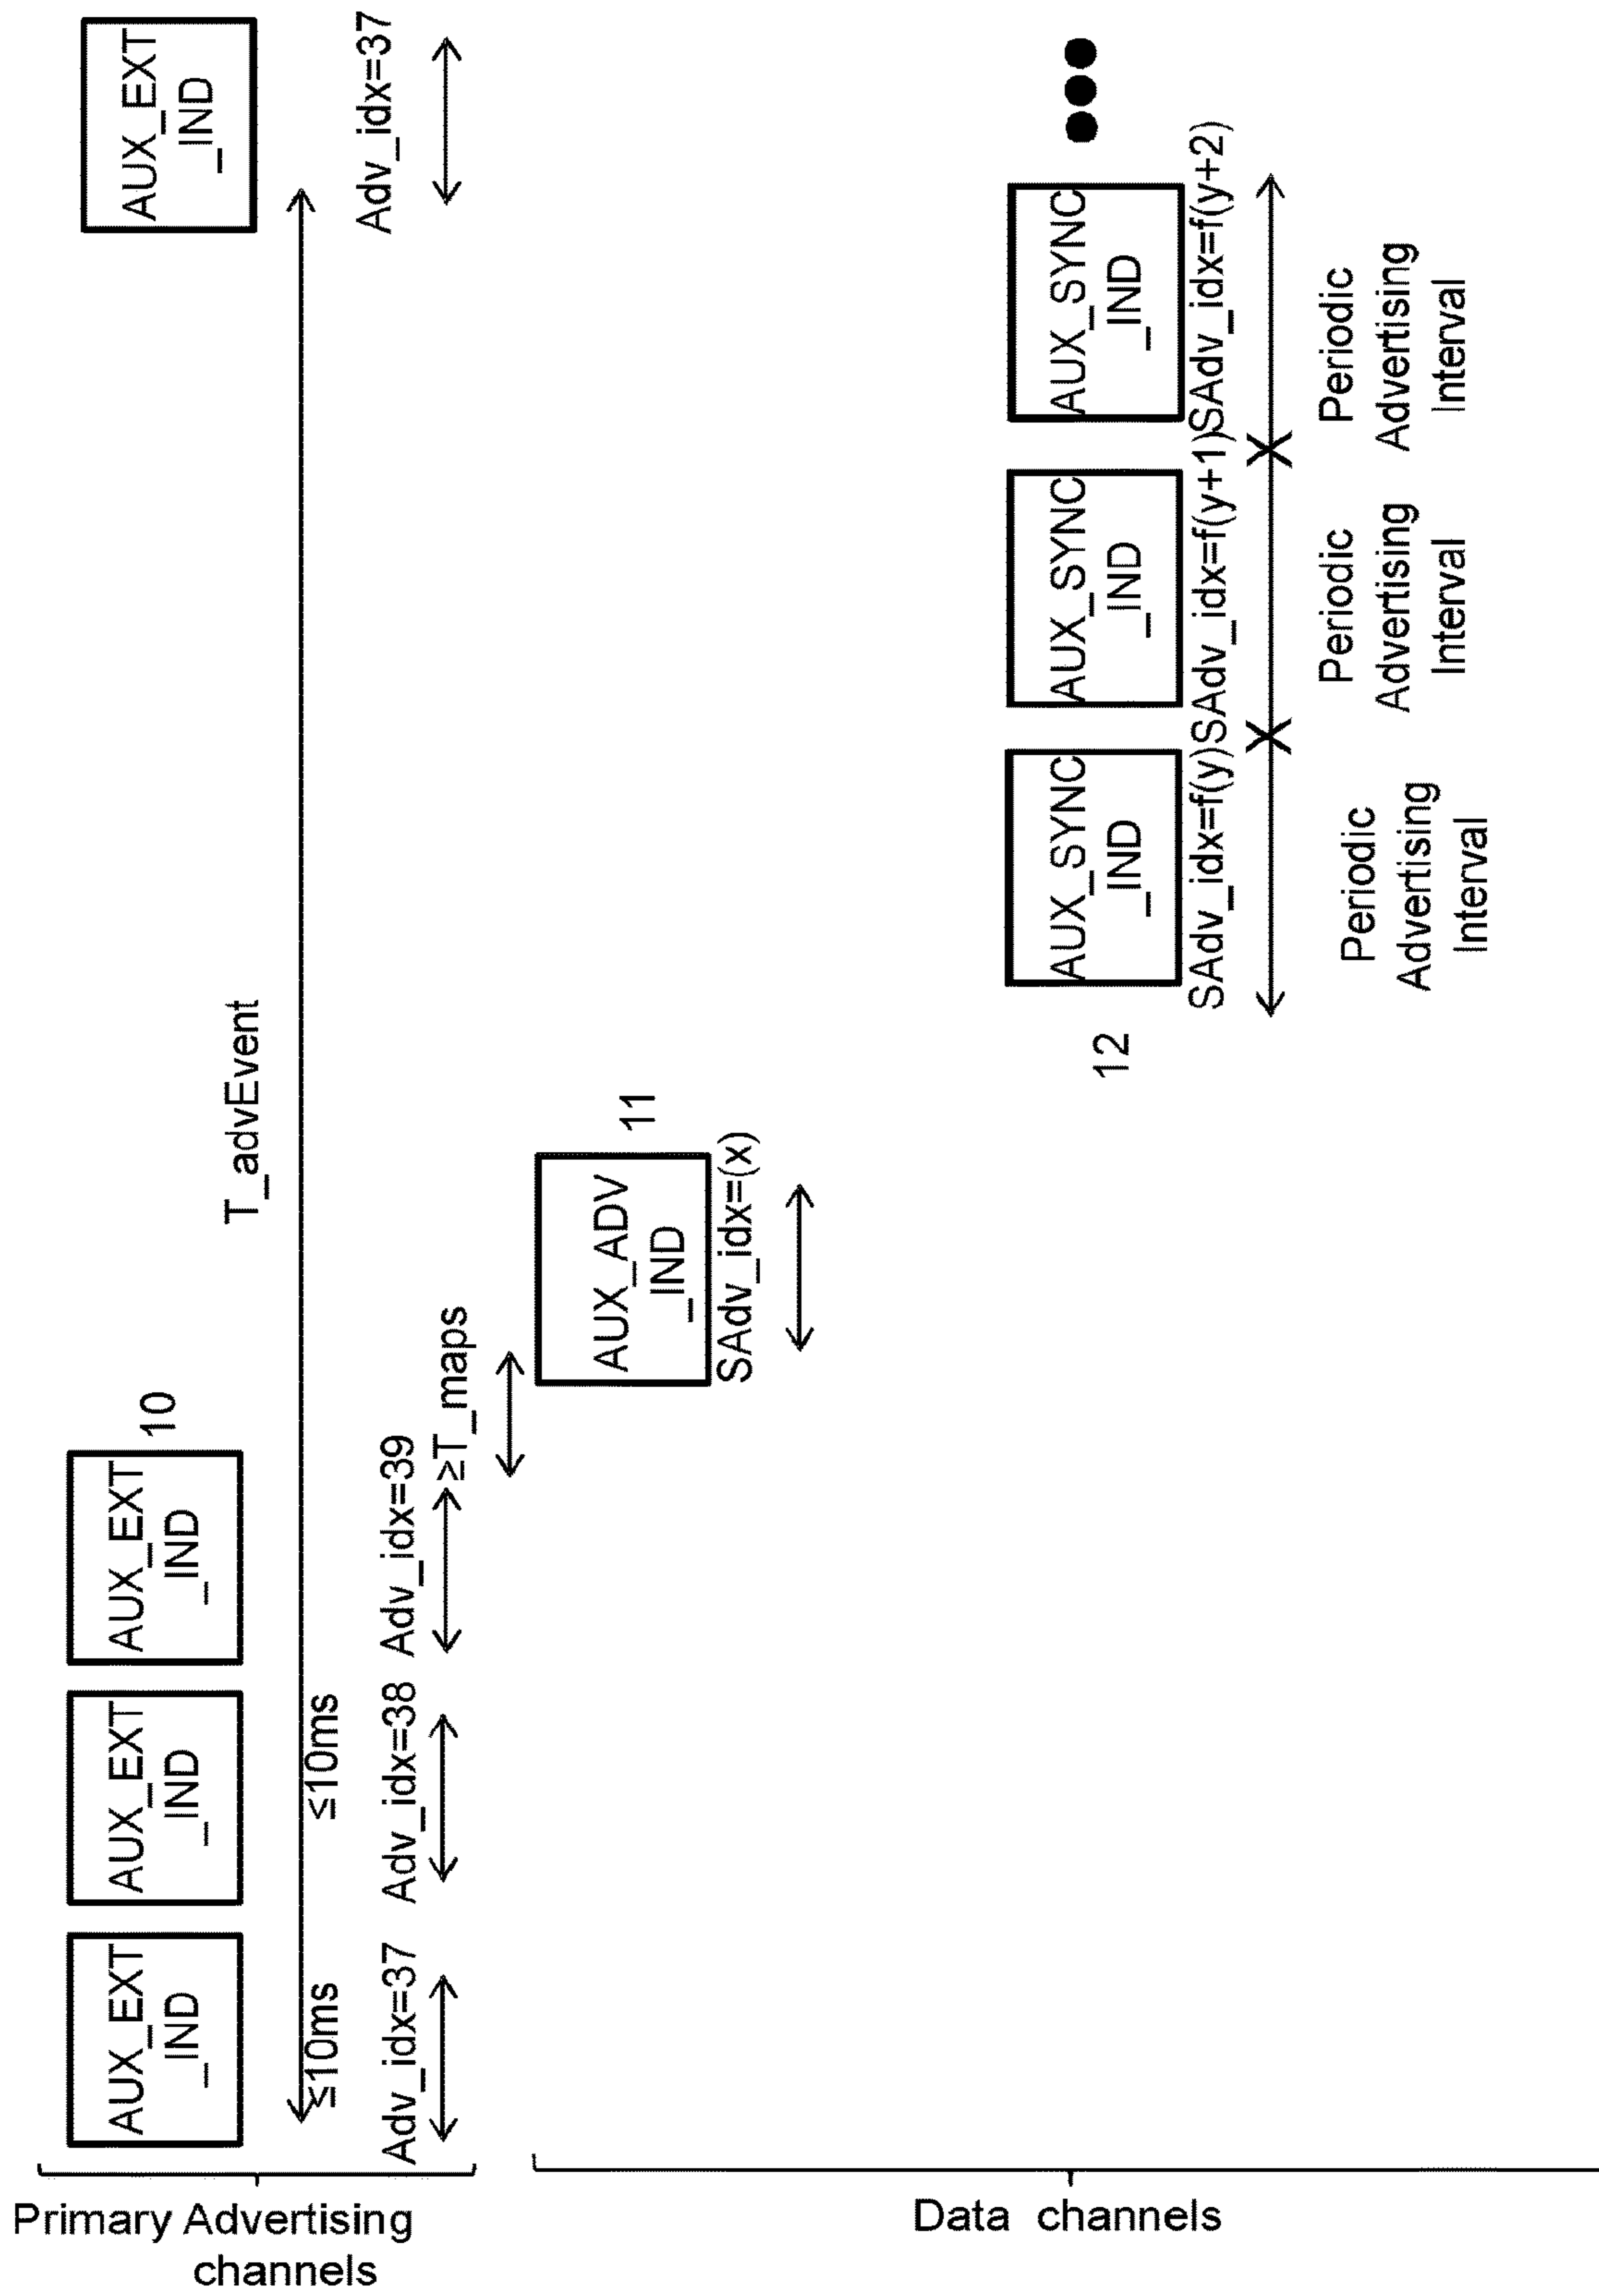 Primary Advertising
channels
AUX_EXT
_IND
AUX_EXT
_IND
AUX_EXT
_IND
10
AUX_EXT
_IND
T_advEvent
≤10ms
≤10ms
Adv_idx=37
Adv_idx=38
Adv_idx=39
Adv_idx=37
≥T_maps
Data channels
AUX_ADV
_IND
11
SAdv_idx=(x)
12
AUX_SYNC
_IND
AUX_SYNC
_IND
AUX_SYNC
_IND
SAdv_idx=f(y)
SAdv_idx=f(y+1)
SAdv_idx=f(y+2)
Periodic
Advertising
Interval
Periodic
Advertising
Interval
Periodic
Advertising
Interval